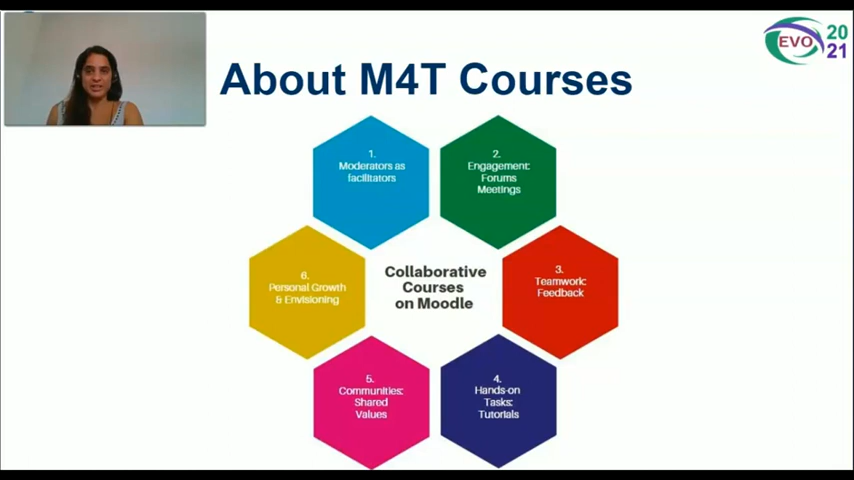 About M4T Courses
EVO
20
21
1.
Moderators as
facilitators
2.
Engagement:
Forums
Meetings
3.
Teamwork:
Feedback
4.
Hands-on
Tasks:
Tutorials
5.
Communities:
Shared
Values
6.
Personal Growth
& Envisioning
Collaborative
Courses
on Moodle